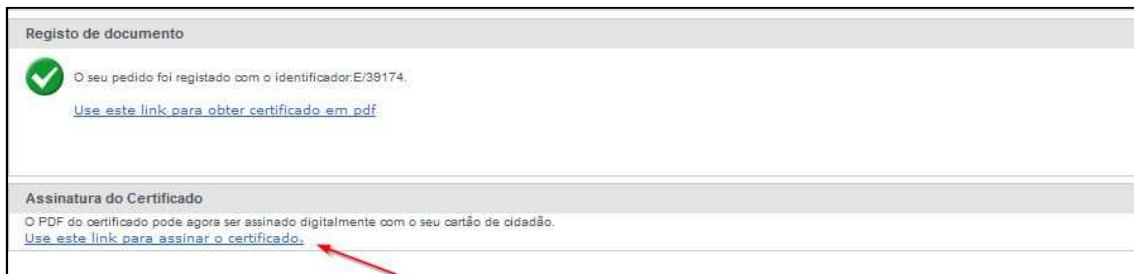 Registo de documento
O seu pedido foi registado com o identificador:E/39174.
Use este link para obter certificado em pdf
Assinatura do Certificado
O PDF do certificado pode agora ser assinado digitalmente com o seu cartão de cidadão.
Use este link para assinar o certificado.